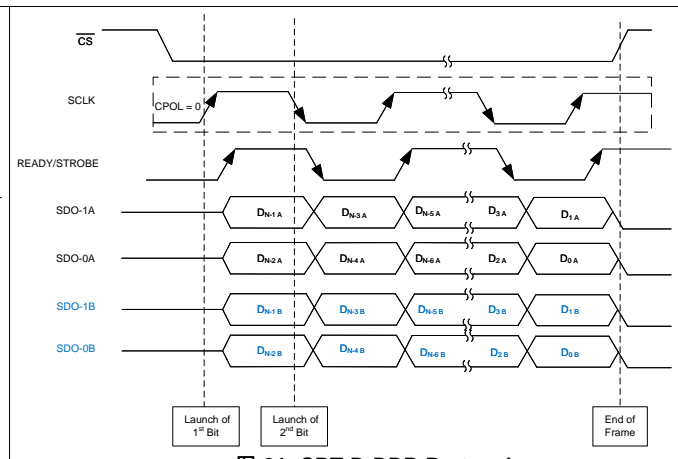 CS
SCLK
CPOL = 0
READY/STROBE
SDO-1A
DN-1 A DN-3 A DN-5 A D3 A D1 A
SDO-0A
DN-2 A DN-4 A DN-6 A D2 A D0 A
SDO-1B
DN-1 B DN-3 B DN-5 B D3 B D1 B
SDO-0B
DN-2 B DN-4 B DN-6 B D2 B D0 B
Launch of
1st Bit
Launch of
2nd Bit
End of
Frame